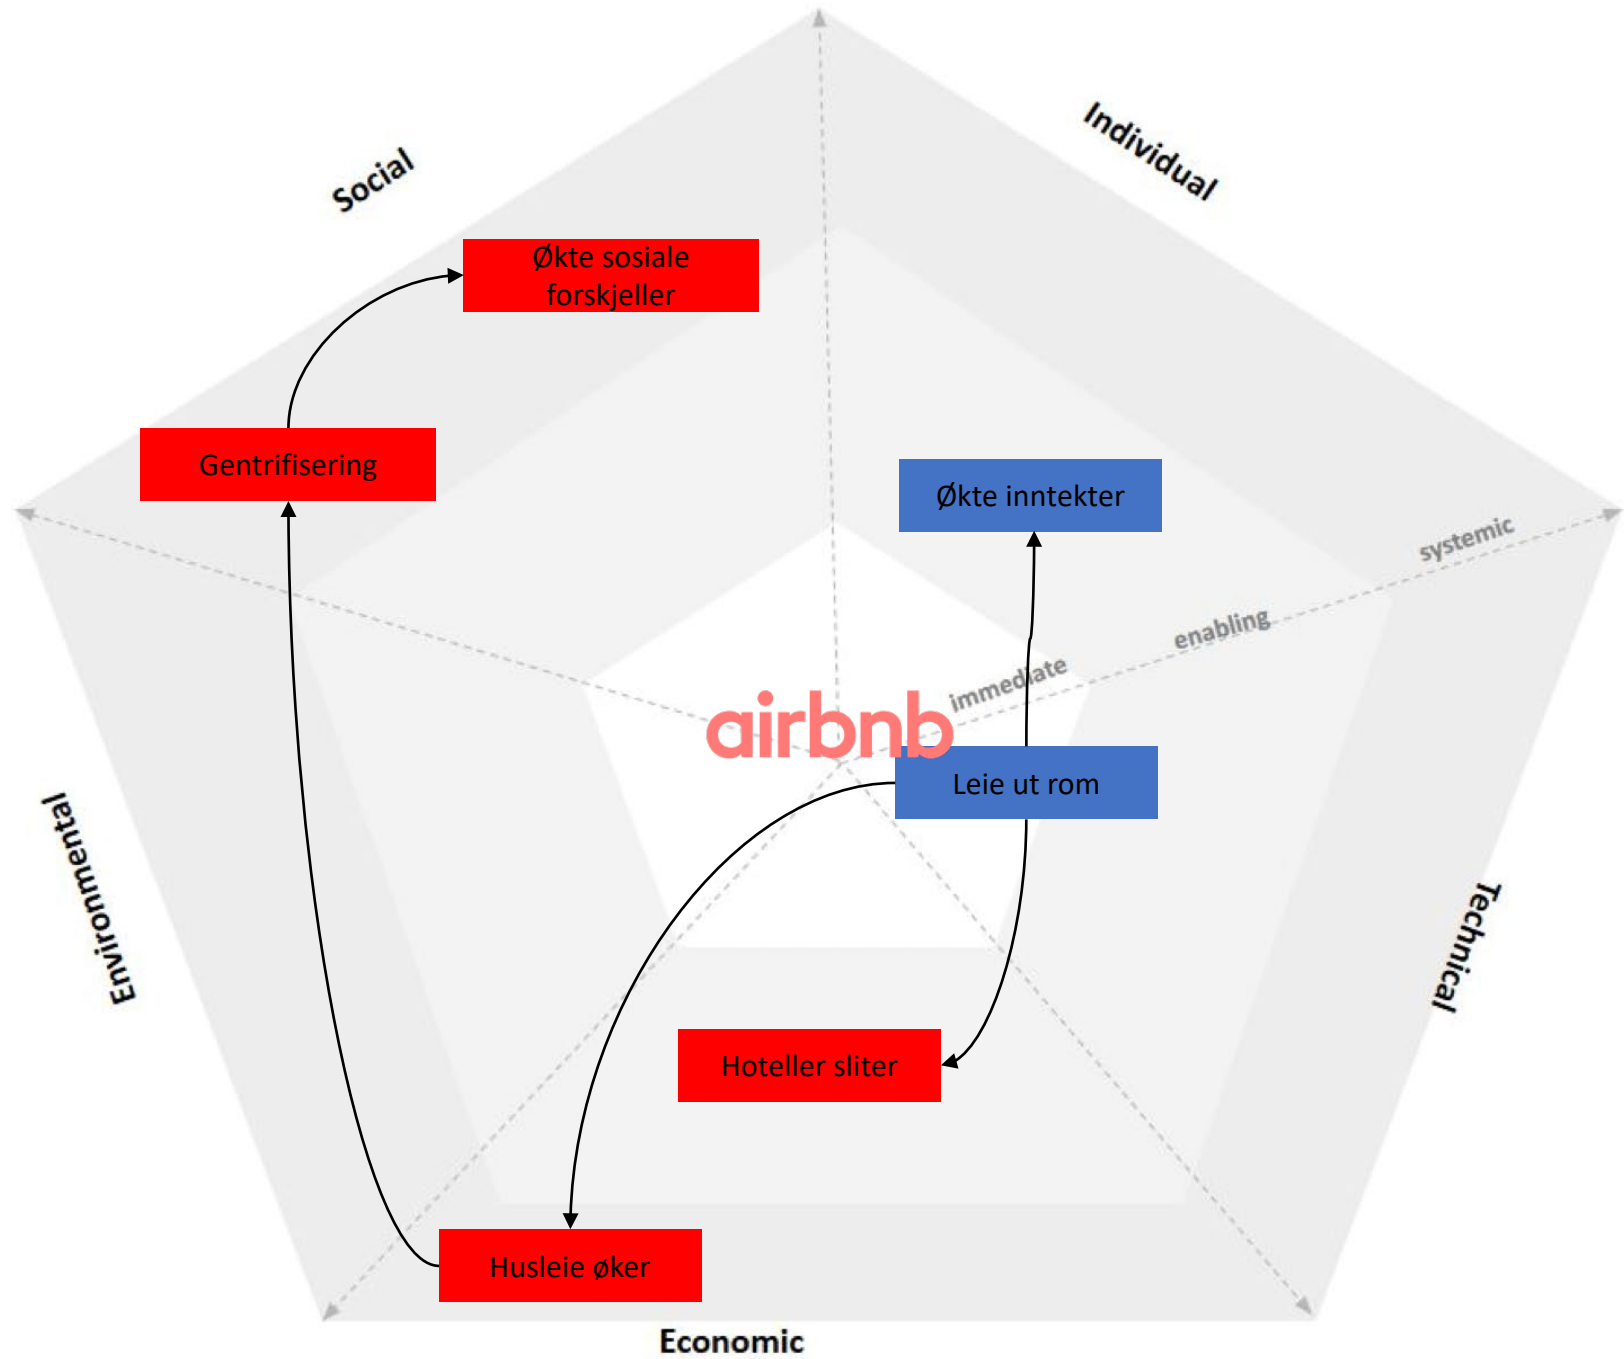 Individual
Social
Økte sosiale
forskjeller
Gentrifisering
Økte inntekter
systemic
enabling
immediate
airbnb
Leie ut rom
Environmental
Technical
Hoteller sliter
Husleie øker
Economic